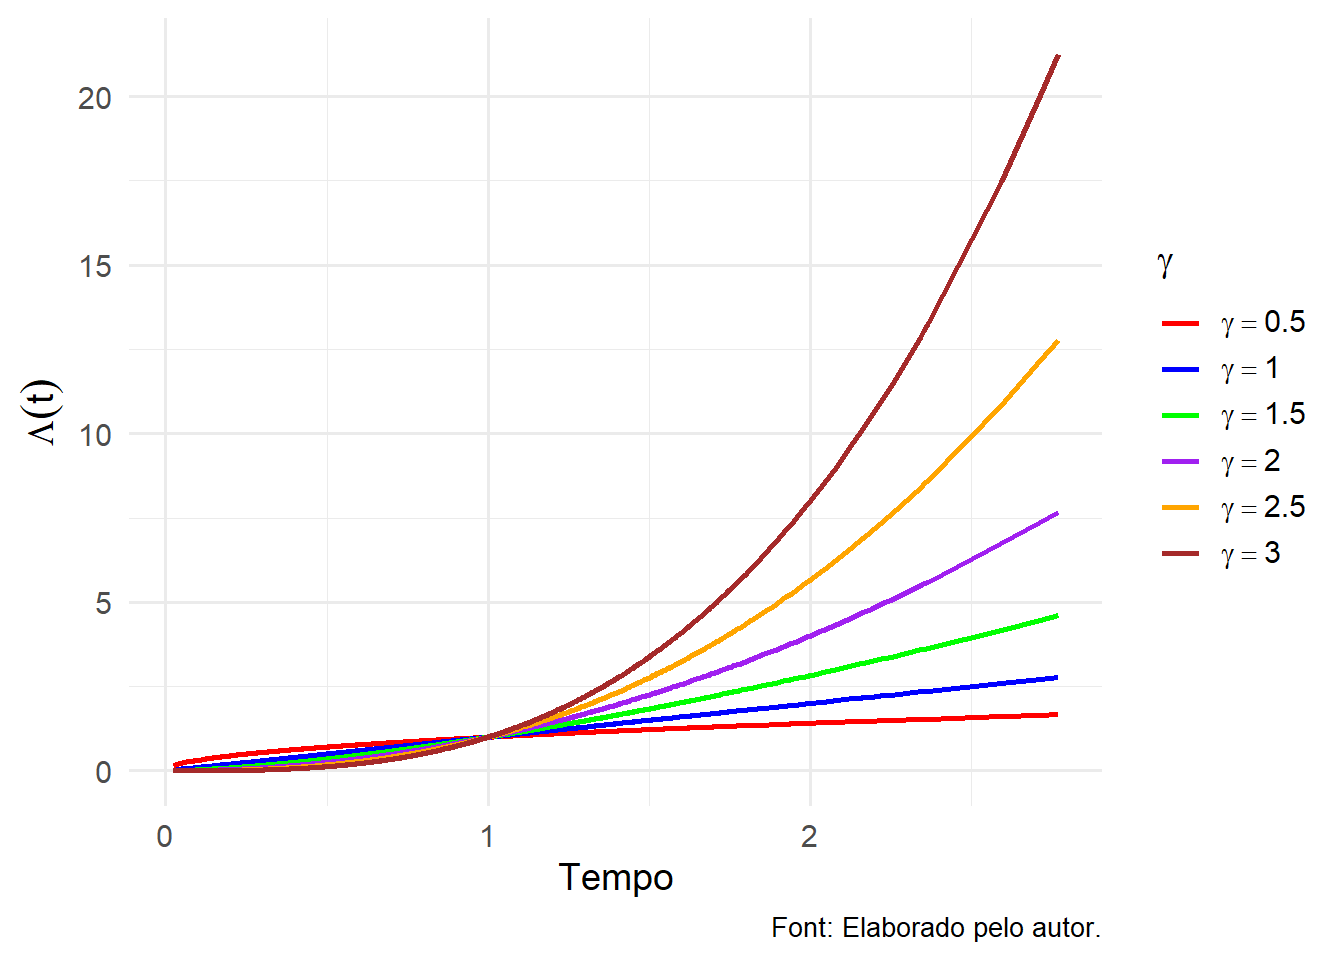 20
15
10
5
0
Λ(t)
0 1 2
Tempo
γ
γ = 0.5
γ = 1
γ = 1.5
γ = 2
γ = 2.5
γ = 3
Font: Elaborado pelo autor.